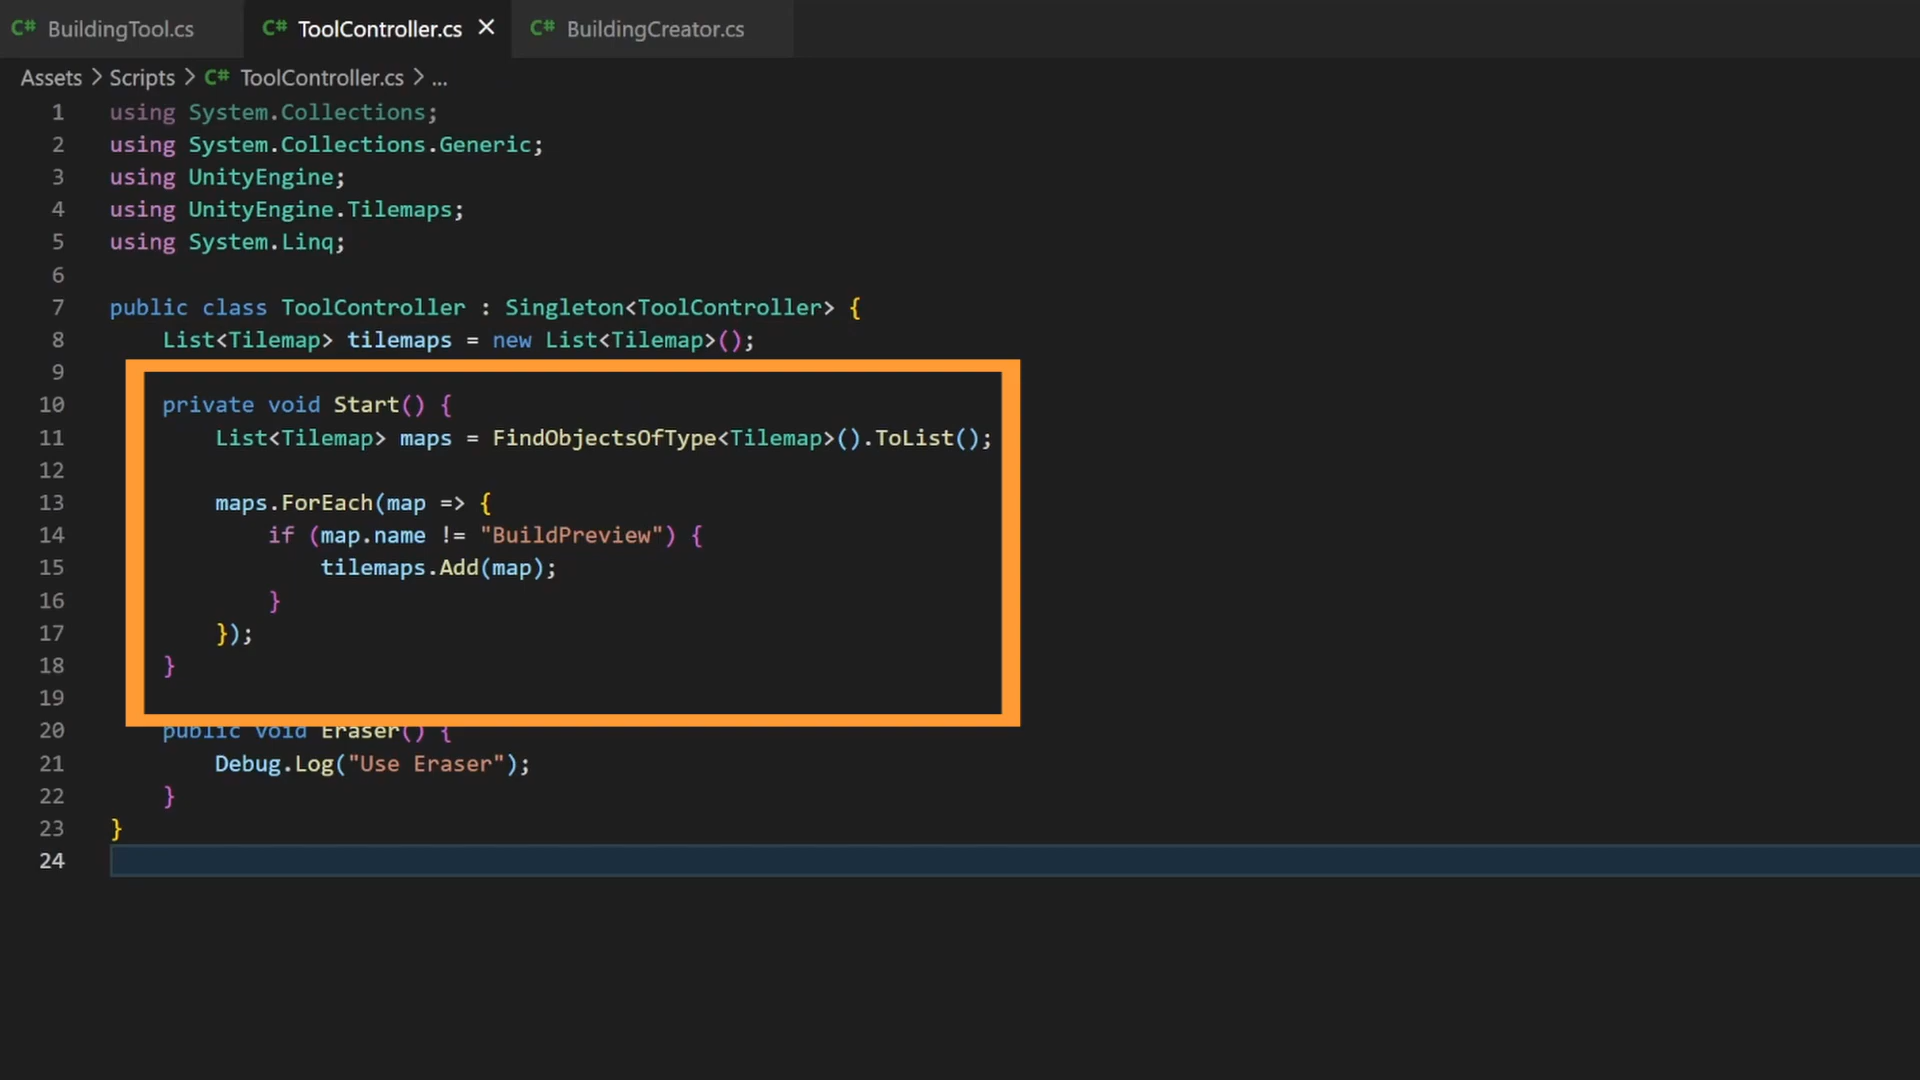 C# BuildingTool.cs C# ToolController.cs × C# BuildingCreator.cs
Assets > Scripts > C# ToolController.cs > ...
1 using System.Collections;
2 using System.Collections.Generic;
3 using UnityEngine;
4 using UnityEngine.Tilemaps;
5 using System.Linq;
6
7 public class ToolController : Singleton<ToolController> {
8 List<Tilemap> tilemaps = new List<Tilemap>();
9
10 private void Start() {
11 List<Tilemap> maps = FindObjectsOfType<Tilemap>().ToList();
12
13 maps.ForEach(map => {
14 if (map.name != "BuildPreview") {
15 tilemaps.Add(map);
16 }
17 });
18 }
19
20 public void Eraser() {
21 Debug.Log("Use Eraser");
22 }
23 }
24